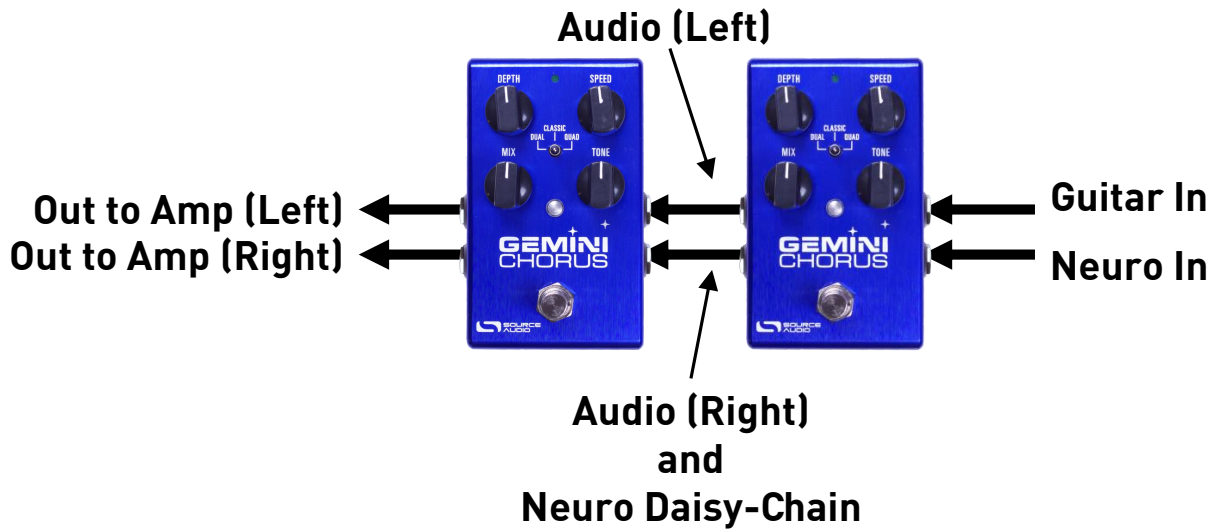 Audio (Left)
DEPTH SPEED
CLASSIC
DUAL QUAD
MIX TONE
GEMINI
CHORUS
SOURCE
AUDIO
DEPTH SPEED
CLASSIC
DUAL QUAD
MIX TONE
GEMINI
CHORUS
SOURCE
AUDIO
Out to Amp (Left)
Out to Amp (Right)
Guitar In
Neuro In
Audio (Right)
and
Neuro Daisy-Chain